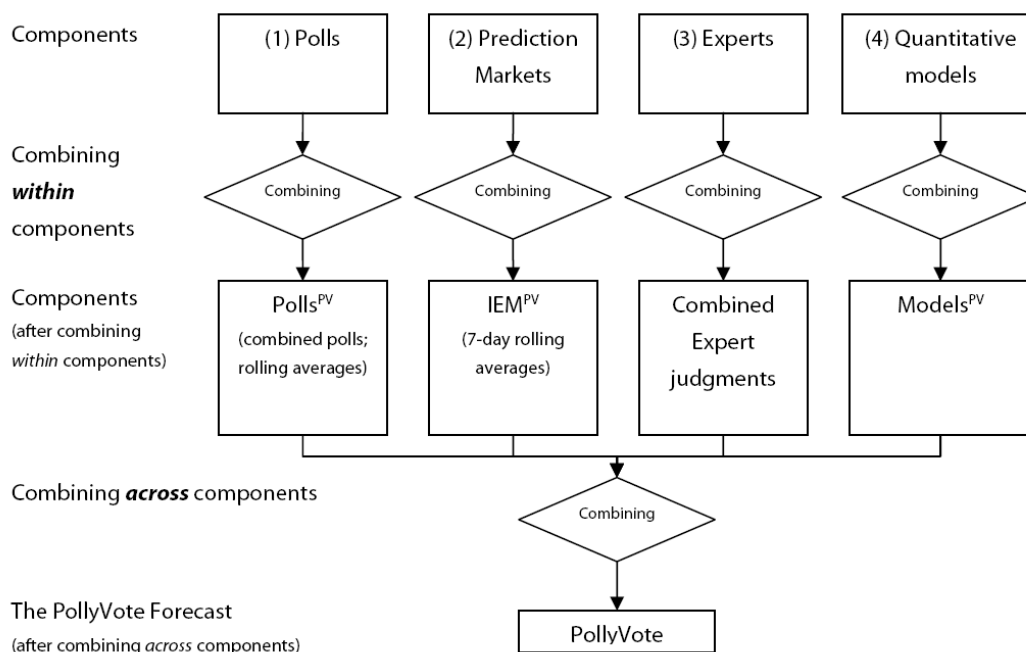 Components
(1) Polls
(2) Prediction
Markets
(3) Experts
(4) Quantitative
models
Combining
within
components
Combining
Combining
Combining
Combining
Components
(after combining
within components)
Polls^PV
(combined polls;
rolling averages)
IEM^PV
(7-day rolling
averages)
Combined
Expert
judgments
Models^PV
Combining across components
Combining
The PollyVote Forecast
(after combining across components)
PollyVote